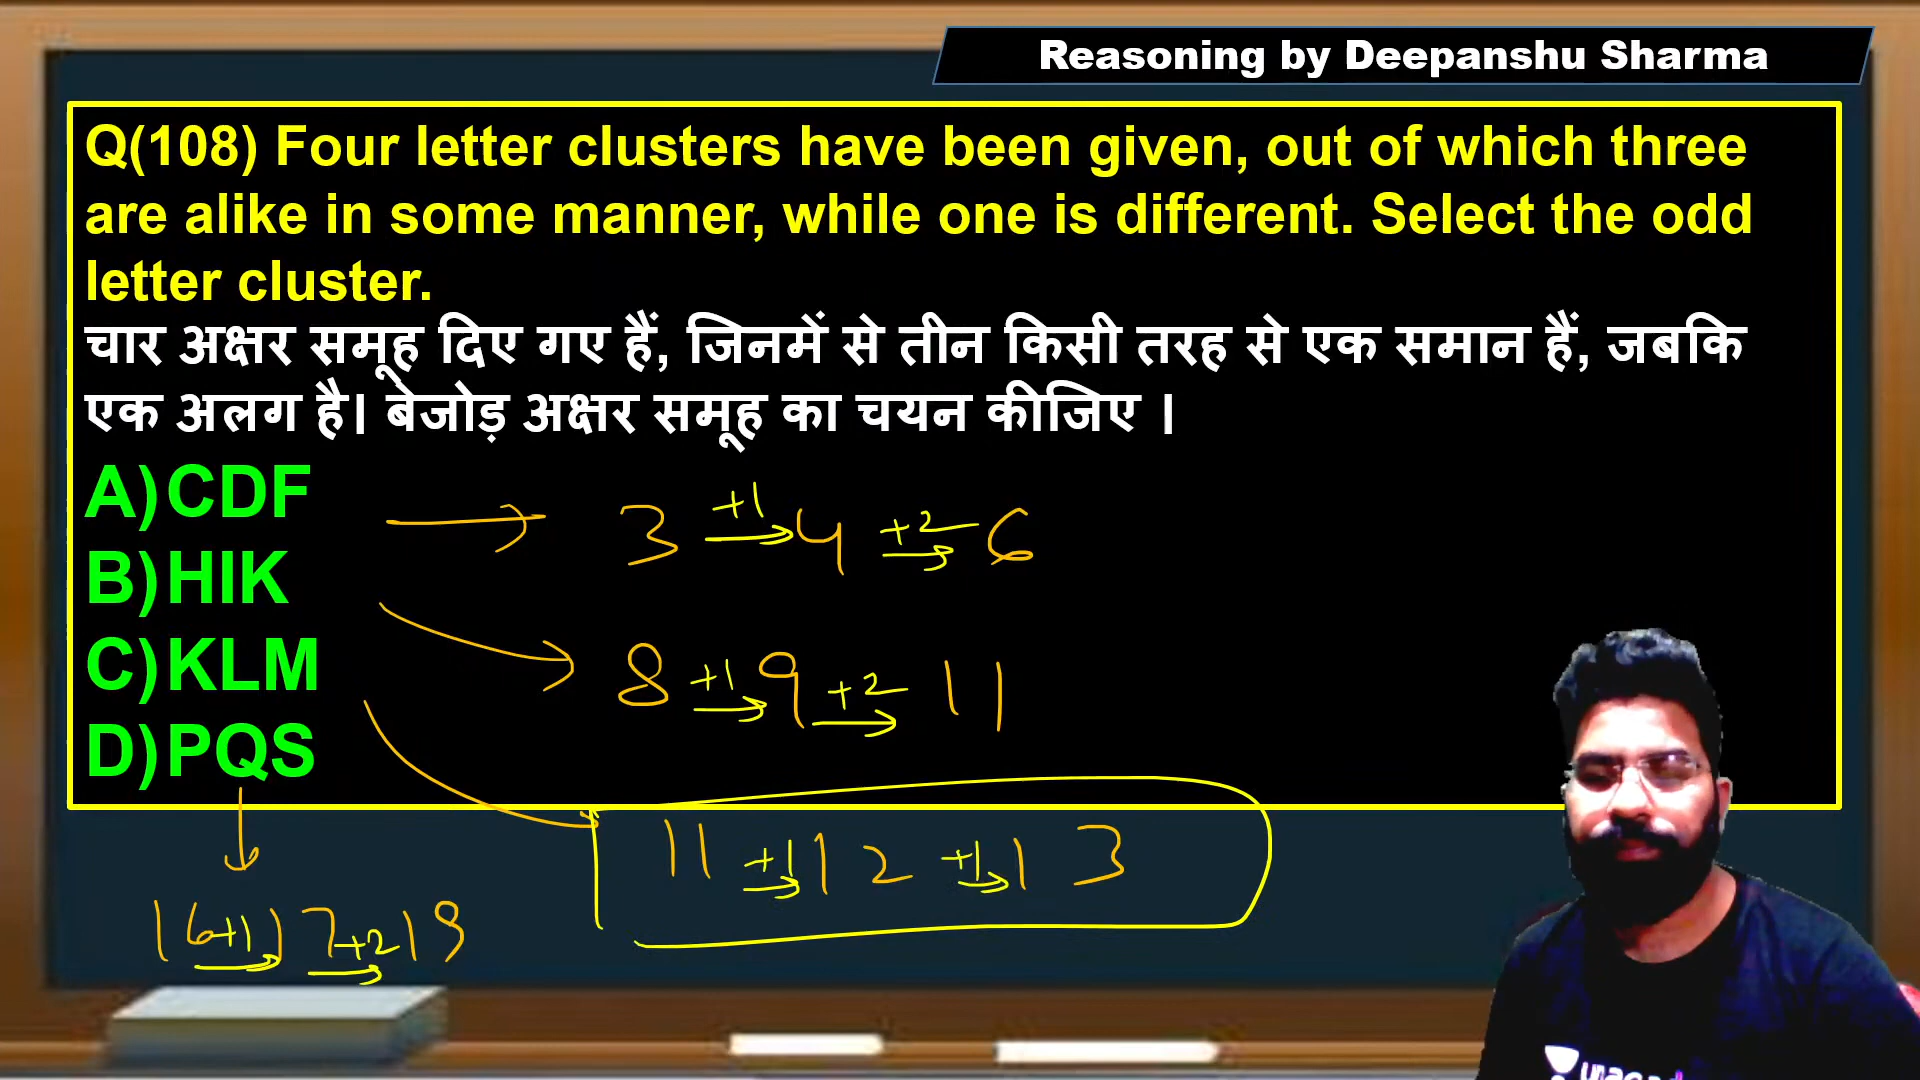 Reasoning by Deepanshu Sharma
Q(108) Four letter clusters have been given, out of which three
are alike in some manner, while one is different. Select the odd
letter cluster.
चार अक्षर समूह दिए गए हैं, जिनमें से तीन किसी तरह से एक समान हैं, जबकि
एक अलग है। बेजोड़ अक्षर समूह का चयन कीजिए ।
A)CDF
3 +1 4 +2 6
B)HIK
8 +1 9 +2 11
C)KLM
11 +1 12 +1 13
D)PQS
16 +1 17 +2 19